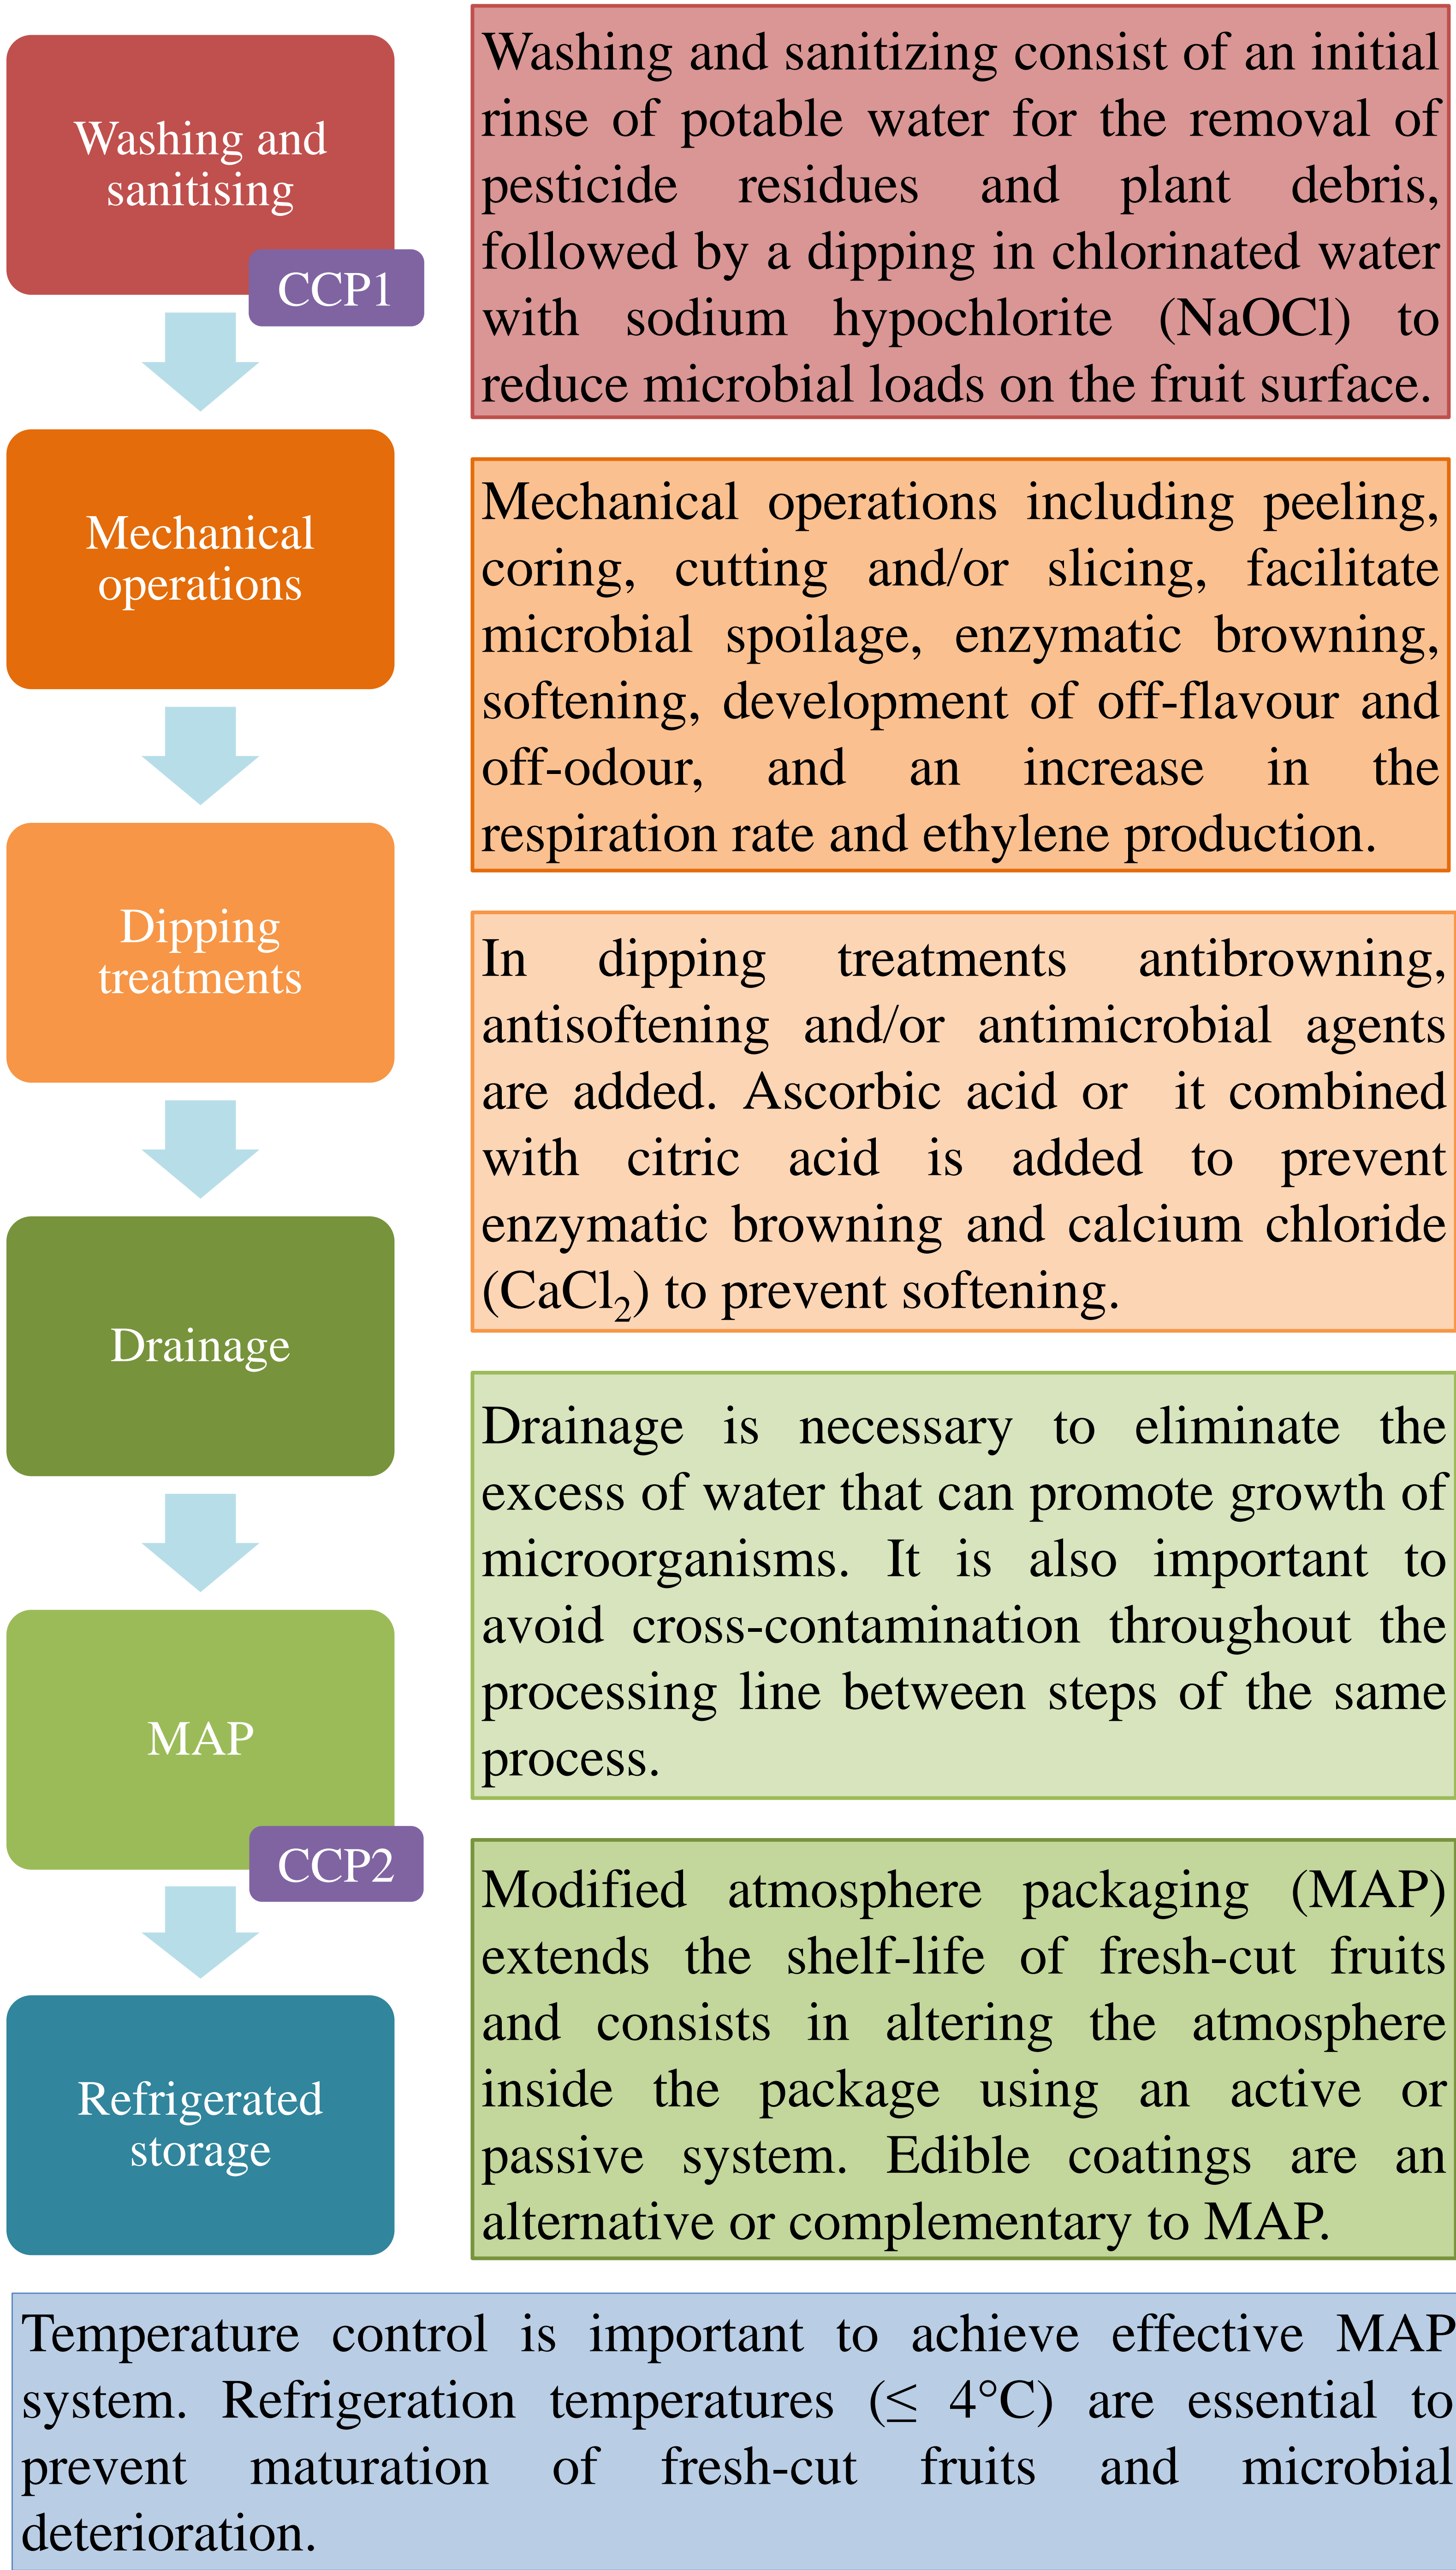 Washing and
sanitising
CCP1
Washing and sanitizing consist of an initial
rinse of potable water for the removal of
pesticide residues and plant debris,
followed by a dipping in chlorinated water
with sodium hypochlorite (NaOCl) to
reduce microbial loads on the fruit surface.
Mechanical
operations
Mechanical operations including peeling,
coring, cutting and/or slicing, facilitate
microbial spoilage, enzymatic browning,
softening, development of off-flavour and
off-odour, and an increase in the
respiration rate and ethylene production.
Dipping
treatments
In dipping treatments antibrowning,
antisoftening and/or antimicrobial agents
are added. Ascorbic acid or it combined
with citric acid is added to prevent
enzymatic browning and calcium chloride
(CaCl₂) to prevent softening.
Drainage
Drainage is necessary to eliminate the
excess of water that can promote growth of
microorganisms. It is also important to
avoid cross-contamination throughout the
processing line between steps of the same
process.
MAP
CCP2
Modified atmosphere packaging (MAP)
extends the shelf-life of fresh-cut fruits
and consists in altering the atmosphere
inside the package using an active or
passive system. Edible coatings are an
alternative or complementary to MAP.
Refrigerated
storage
Temperature control is important to achieve effective MAP
system. Refrigeration temperatures (≤ 4°C) are essential to
prevent maturation of fresh-cut fruits and microbial
deterioration.